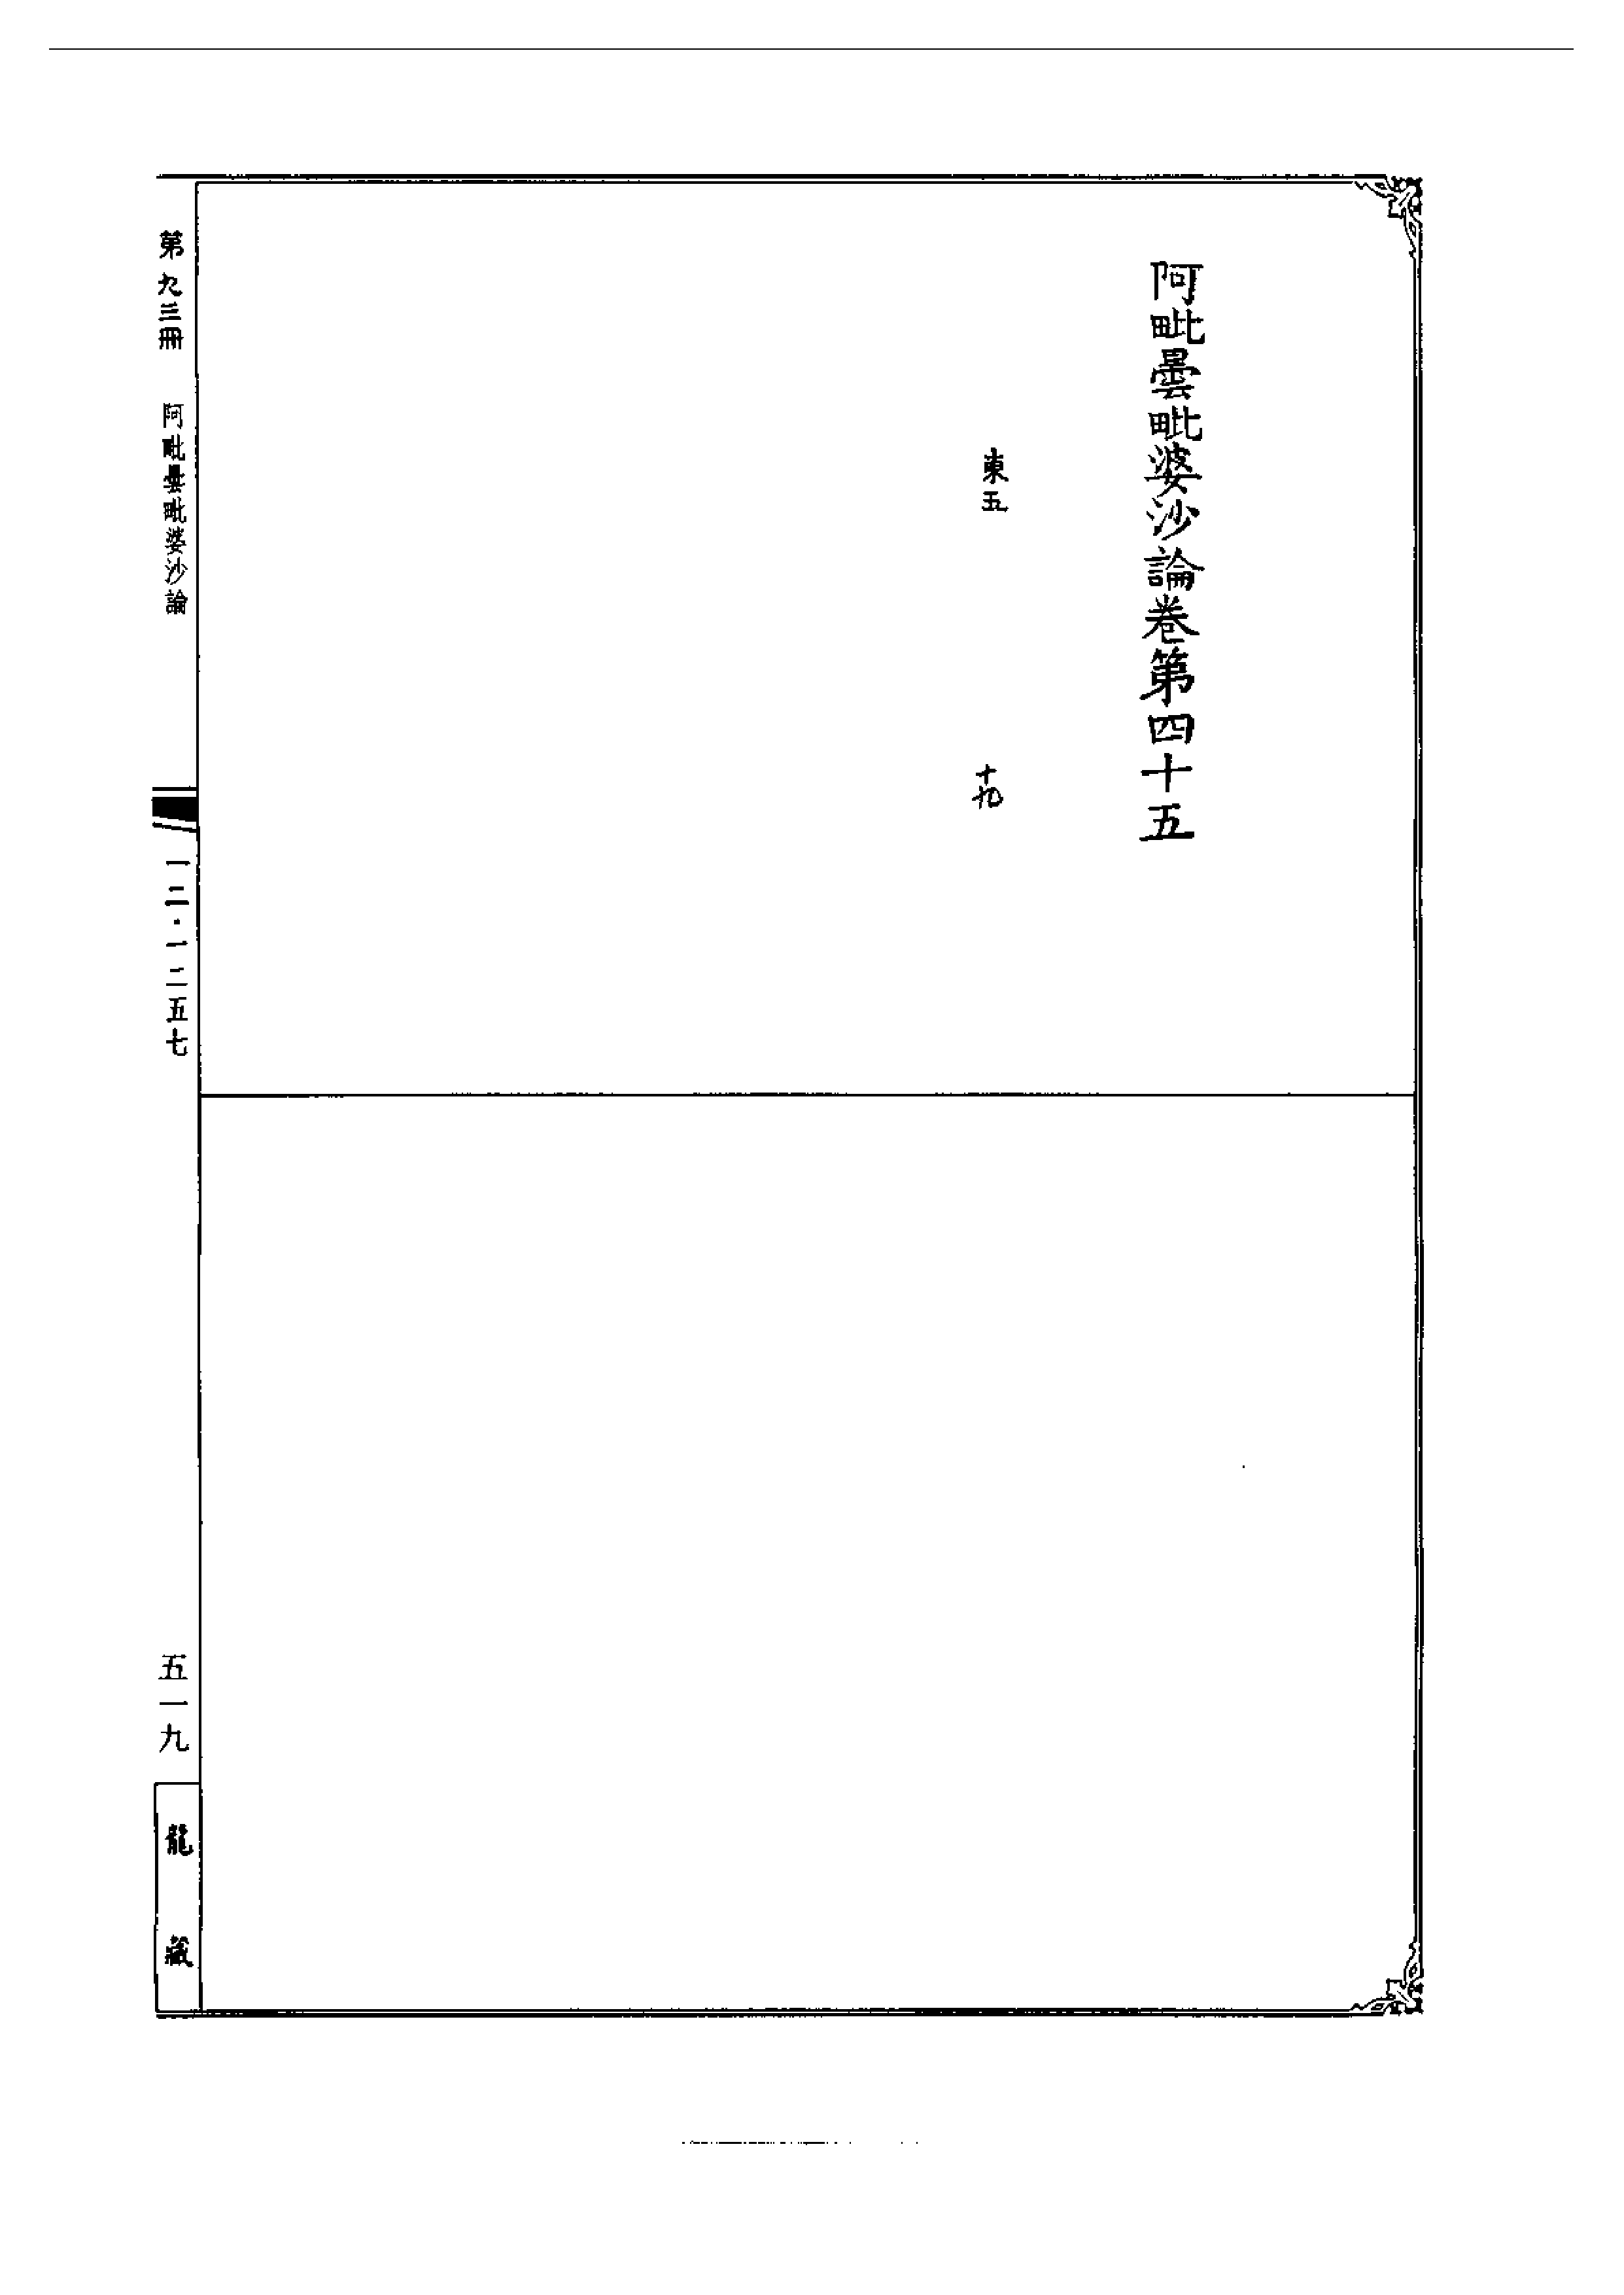 阿毗曇毗婆沙論卷第四十五
東五
十九
第九三冊
阿毗曇毗婆沙論
一二·一二五七
五一九
龍藏